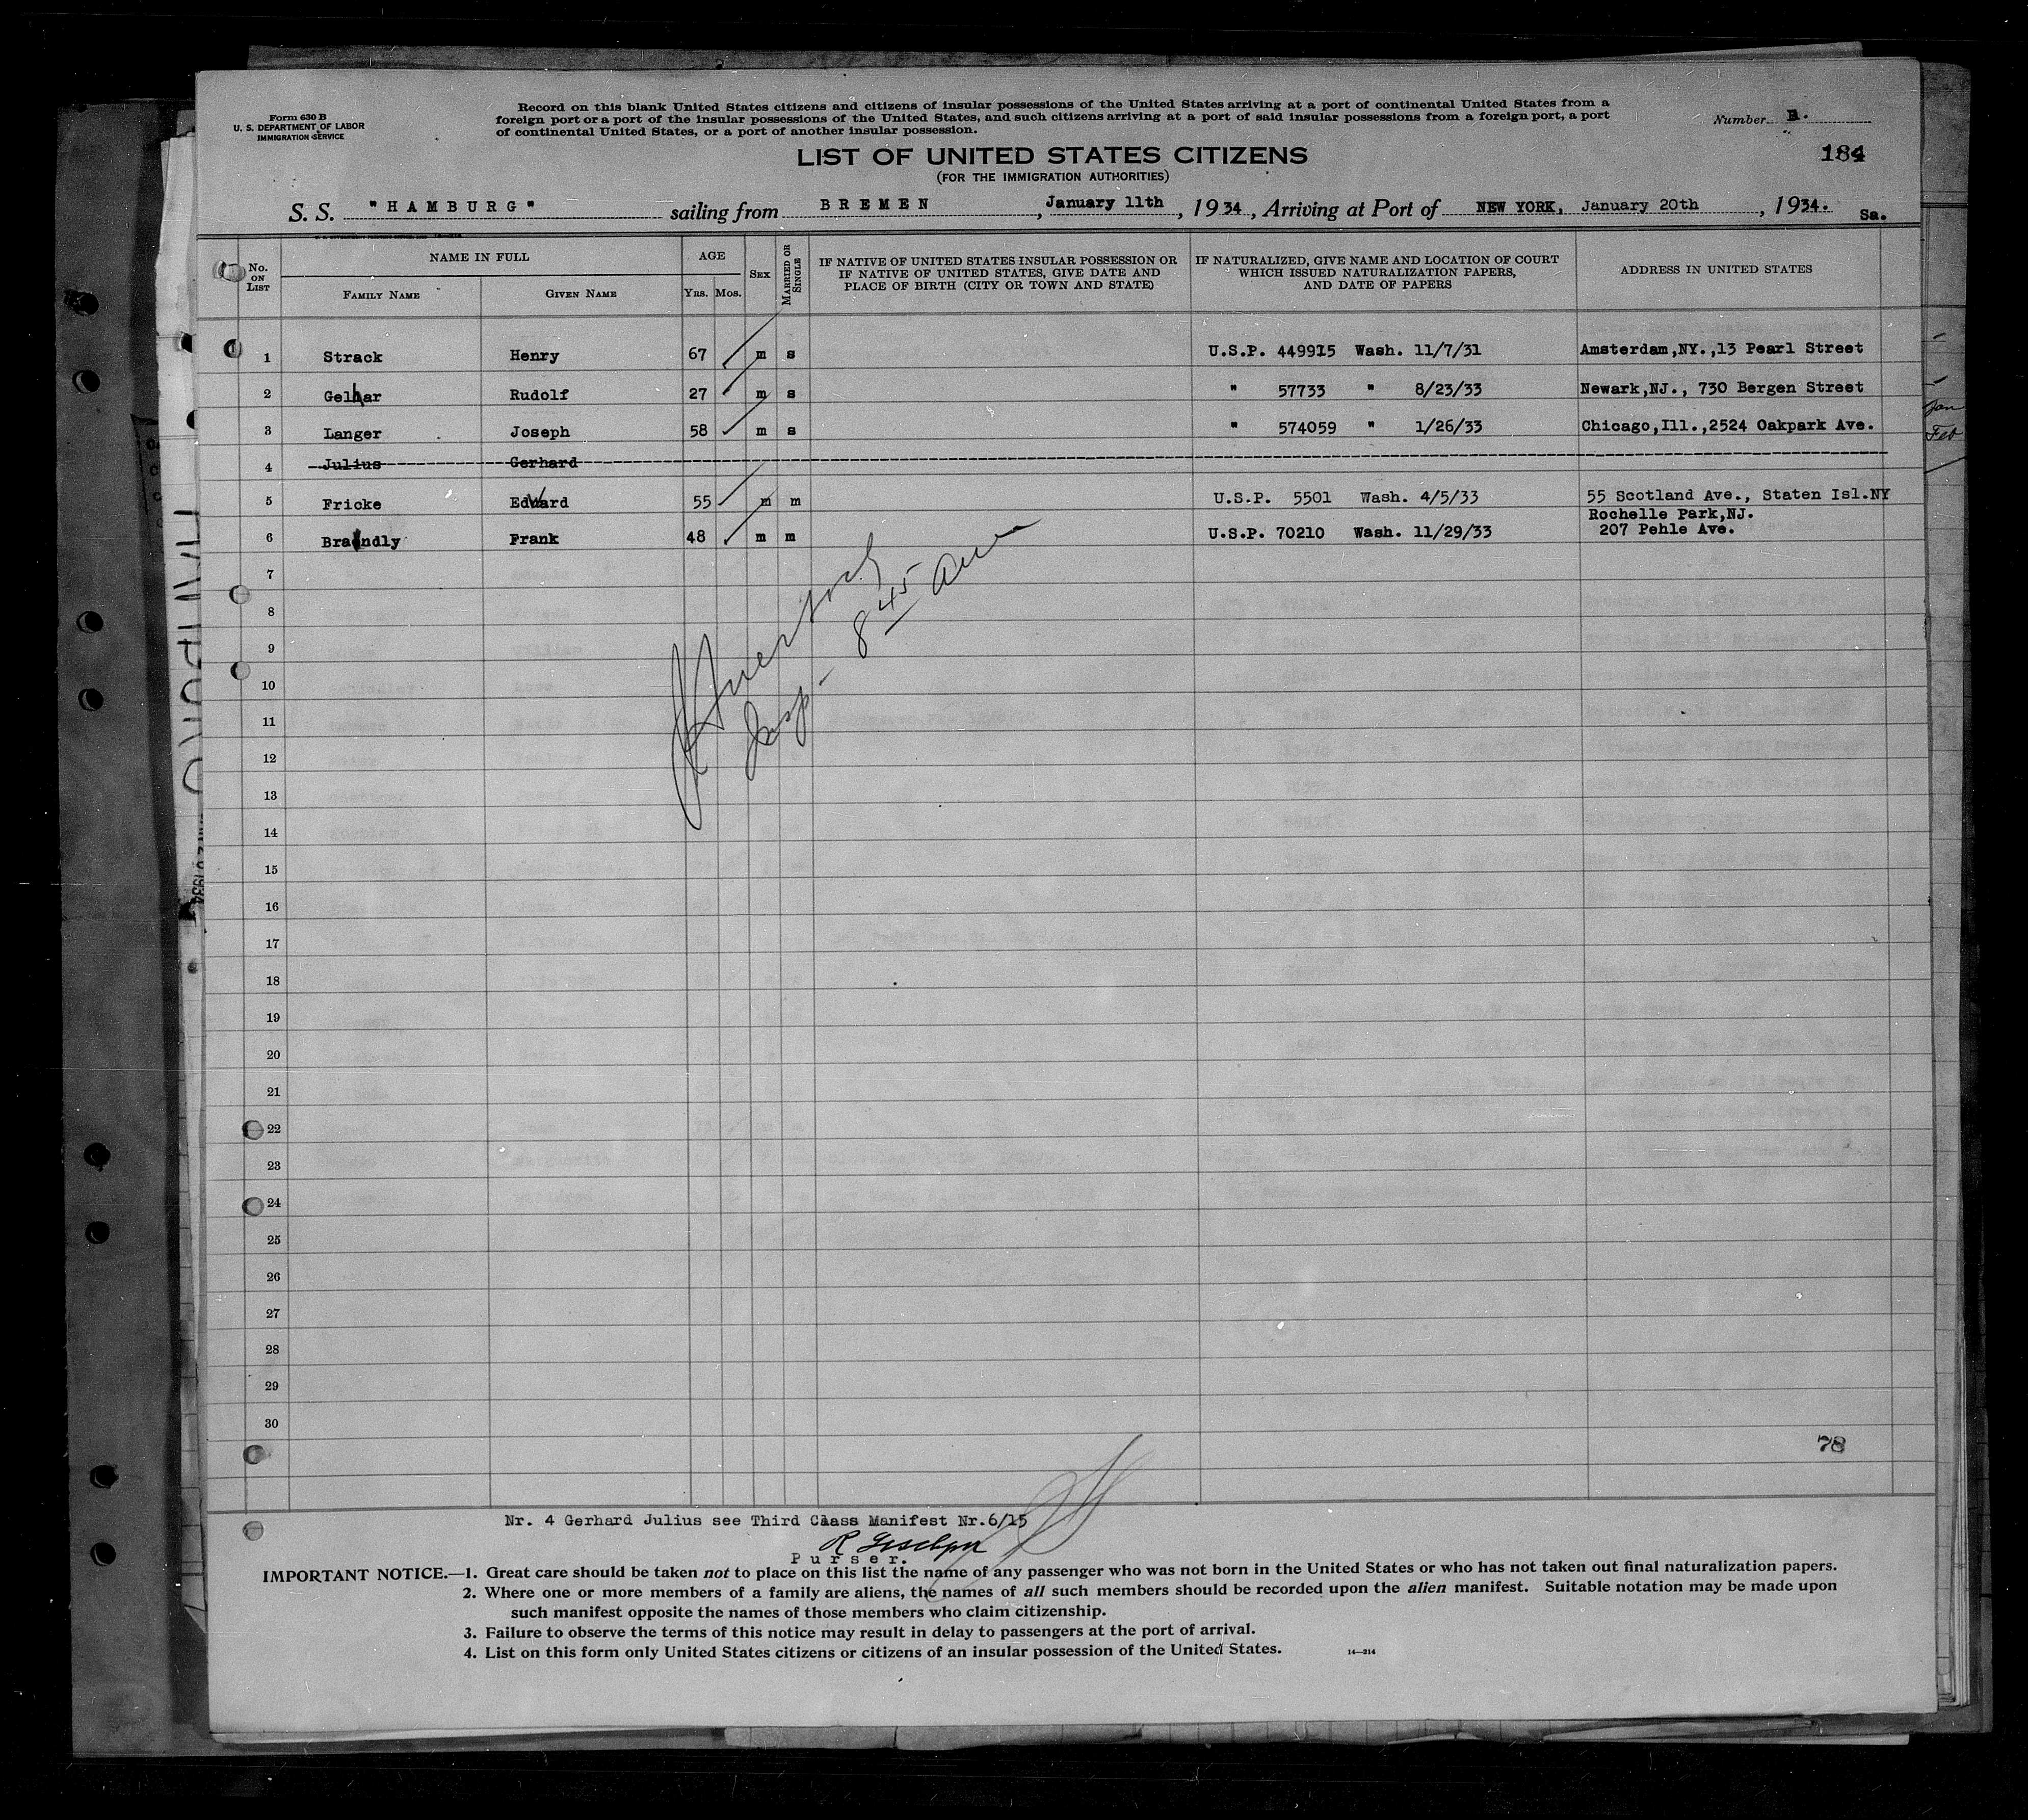 Form 630 B
U. S. DEPARTMENT OF LABOR
IMMIGRATION SERVICE
Record on this blank United States citizens and citizens of insular possessions of the United States arriving at a port of continental United States from a
foreign port or a port of the insular possessions of the United States, and such citizens arriving at a port of said insular possessions from a foreign port, a port
of continental United States, or a port of another insular possession.
Number
184
LIST OF UNITED STATES CITIZENS
(FOR THE IMMIGRATION AUTHORITIES)
S. S. "HAMBURG" sailing from BREMEN, January 11th, 1934, Arriving at Port of NEW YORK, January 20th, 1934. Sa.
No. ON LIST
NAME IN FULL
FAMILY NAME
GIVEN NAME
AGE
YRS. MOS.
SEX
MARRIED OR SINGLE
IF NATIVE OF UNITED STATES INSULAR POSSESSION OR
IF NATIVE OF UNITED STATES, GIVE DATE AND
PLACE OF BIRTH (CITY OR TOWN AND STATE)
IF NATURALIZED, GIVE NAME AND LOCATION OF COURT
WHICH ISSUED NATURALIZATION PAPERS,
AND DATE OF PAPERS
ADDRESS IN UNITED STATES
1 Strack Henry 67 m s U.S.P. 449915 Wash. 11/7/31 Amsterdam,NY.,13 Pearl Street
2 Gelhar Rudolf 27 m s " 57733 " 8/23/33 Newark,NJ., 730 Bergen Street
3 Langer Joseph 58 m s " 574059 " 1/26/33 Chicago,Ill.,2524 Oakpark Ave.
4 Julius Gerhard
5 Fricke Edward 55 m m U.S.P. 5501 Wash. 4/5/33 55 Scotland Ave., Staten Isl.NY
Rochelle Park,NJ.
6 Brandly Frank 48 m m U.S.P. 70210 Wash. 11/29/33 207 Pehle Ave.
7
8
9
10
11
12
13
14
15
16
17
18
19
20
21
22
23
24
25
26
27
28
29
30
Insp-
8 45
Jan
Feb
78
Nr. 4 Gerhard Julius see Third Class Manifest Nr.6/15
Purser.
IMPORTANT NOTICE.—1. Great care should be taken not to place on this list the name of any passenger who was not born in the United States or who has not taken out final naturalization papers.
2. Where one or more members of a family are aliens, the names of all such members should be recorded upon the alien manifest. Suitable notation may be made upon
such manifest opposite the names of those members who claim citizenship.
3. Failure to observe the terms of this notice may result in delay to passengers at the port of arrival.
4. List on this form only United States citizens or citizens of an insular possession of the United States.
14—214